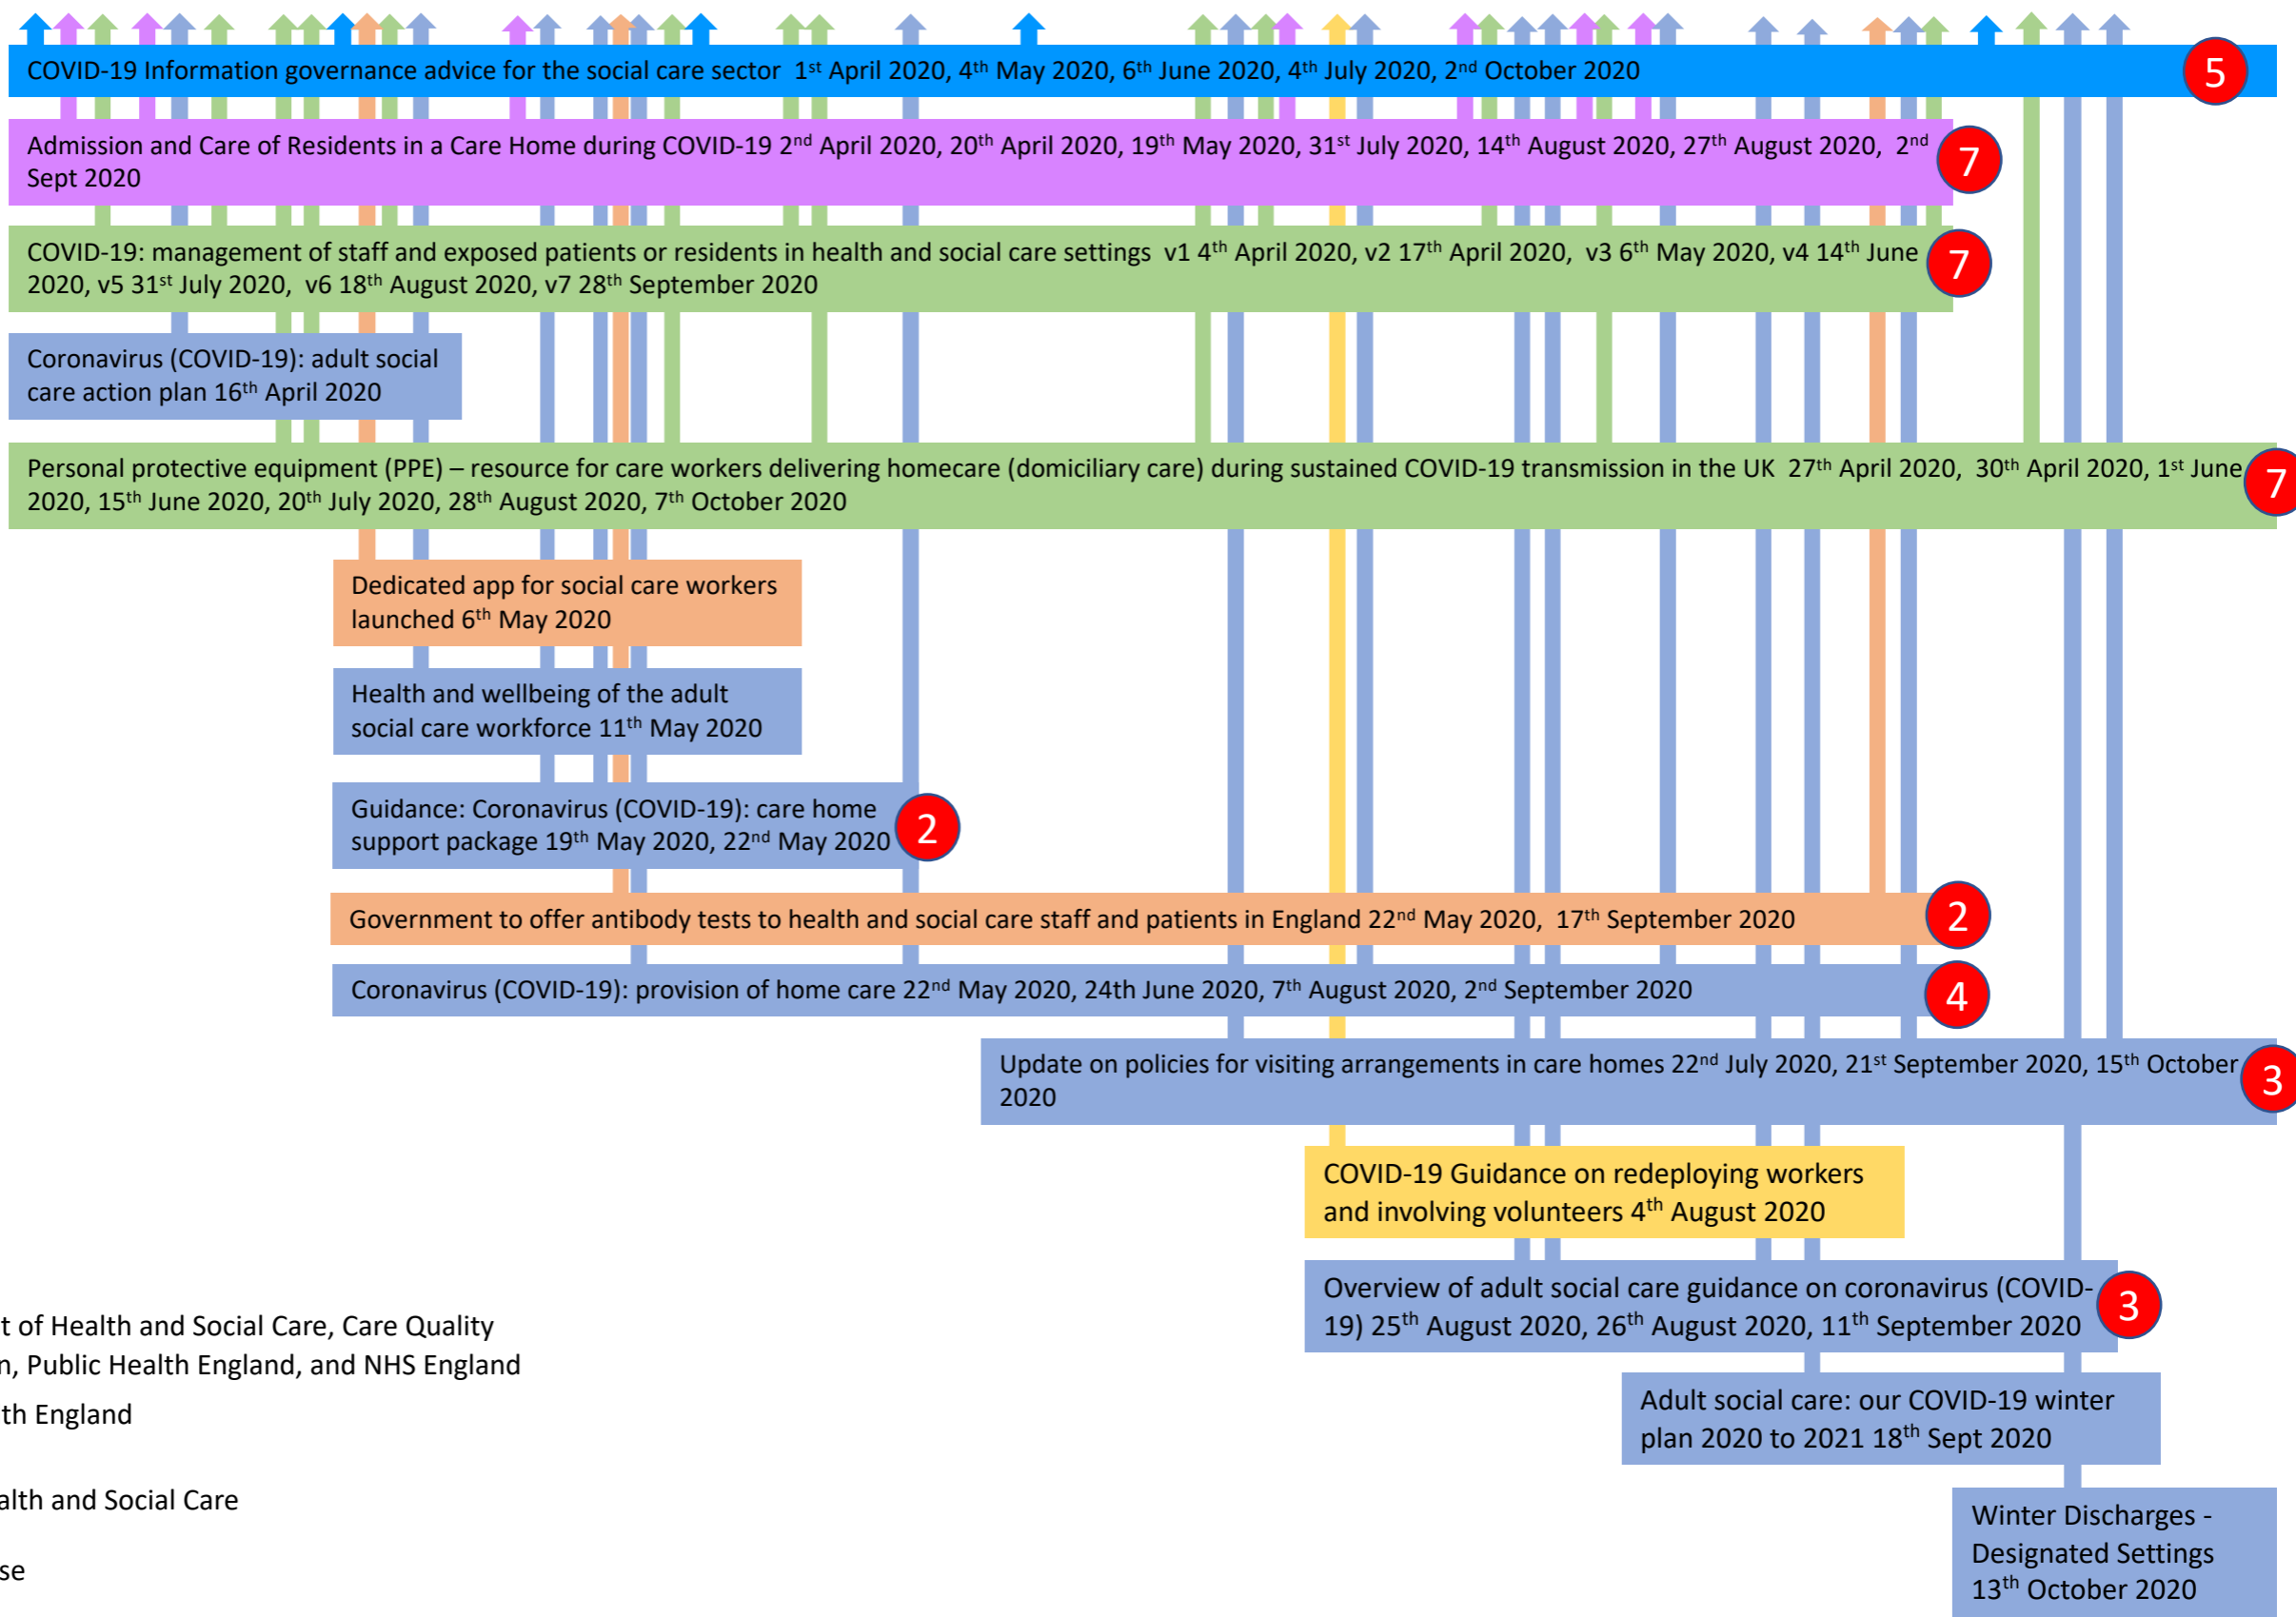 COVID-19 Information governance advice for the social care sector 1st April 2020, 4th May 2020, 6th June 2020, 4th July 2020, 2nd October 2020
5
Admission and Care of Residents in a Care Home during COVID-19 2nd April 2020, 20th April 2020, 19th May 2020, 31st July 2020, 14th August 2020, 27th August 2020, 2nd
Sept 2020
7
COVID-19: management of staff and exposed patients or residents in health and social care settings v1 4th April 2020, v2 17th April 2020, v3 6th May 2020, v4 14th June
2020, v5 31st July 2020, v6 18th August 2020, v7 28th September 2020
7
Coronavirus (COVID-19): adult social
care action plan 16th April 2020
Personal protective equipment (PPE) – resource for care workers delivering homecare (domiciliary care) during sustained COVID-19 transmission in the UK 27th April 2020, 30th April 2020, 1st June
2020, 15th June 2020, 20th July 2020, 28th August 2020, 7th October 2020
7
Dedicated app for social care workers
launched 6th May 2020
Health and wellbeing of the adult
social care workforce 11th May 2020
Guidance: Coronavirus (COVID-19): care home
support package 19th May 2020, 22nd May 2020
2
Government to offer antibody tests to health and social care staff and patients in England 22nd May 2020, 17th September 2020
2
Coronavirus (COVID-19): provision of home care 22nd May 2020, 24th June 2020, 7th August 2020, 2nd September 2020
4
Update on policies for visiting arrangements in care homes 22nd July 2020, 21st September 2020, 15th October
2020
3
COVID-19 Guidance on redeploying workers
and involving volunteers 4th August 2020
Overview of adult social care guidance on coronavirus (COVID-
19) 25th August 2020, 26th August 2020, 11th September 2020
3
Adult social care: our COVID-19 winter
plan 2020 to 2021 18th Sept 2020
Winter Discharges -
Designated Settings
13th October 2020
t of Health and Social Care, Care Quality
n, Public Health England, and NHS England
th England
alth and Social Care
se